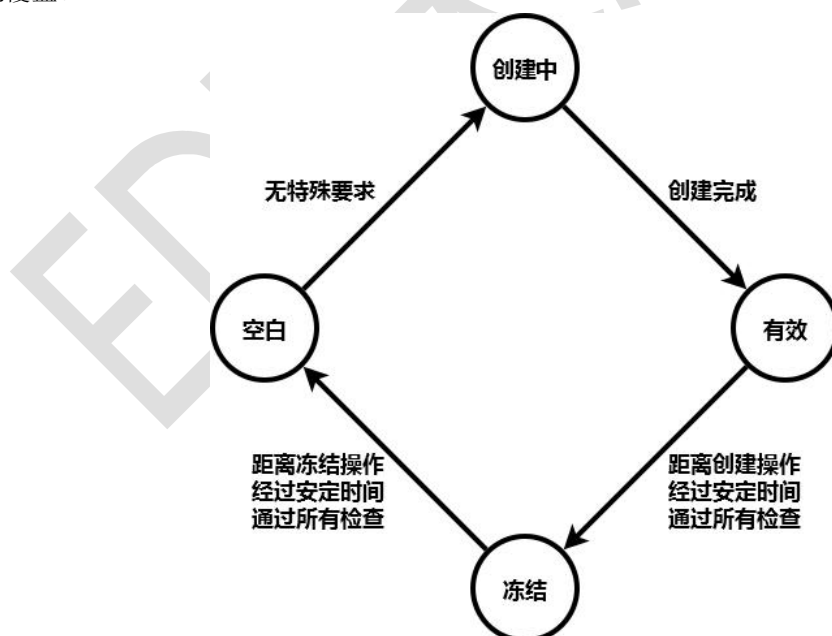 创建中
无特殊要求
创建完成
空白
有效
距离冻结操作
经过安定时间
通过所有检查
距离创建操作
经过安定时间
通过所有检查
冻结